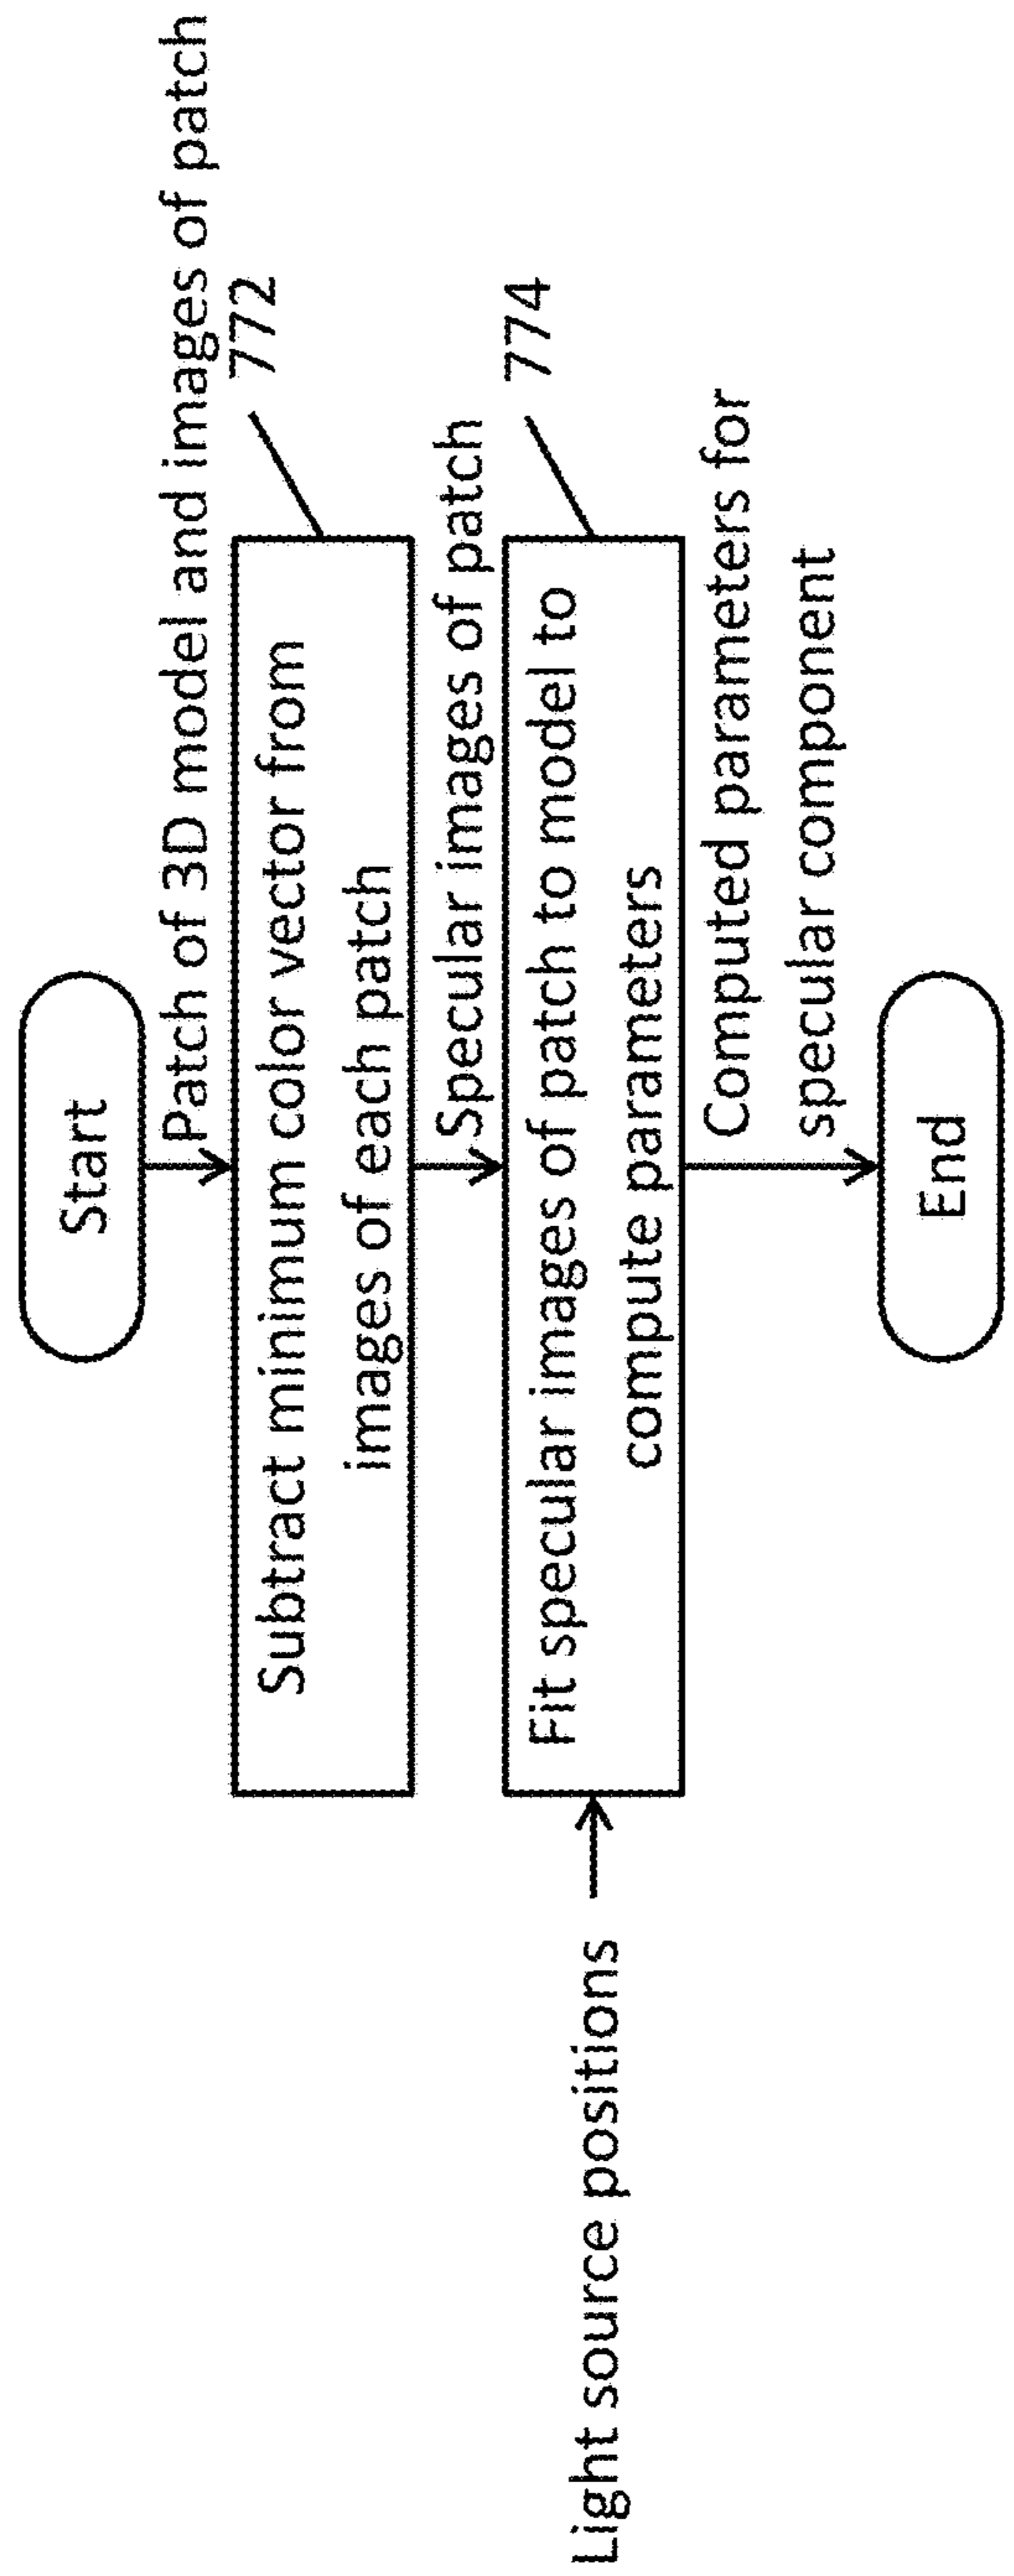 Start
Patch of 3D model and images of patch
772
Subtract minimum color vector from
images of each patch
Specular images of patch
774
Light source positions
Fit specular images of patch to model to
compute parameters
Computed parameters for
specular component
End